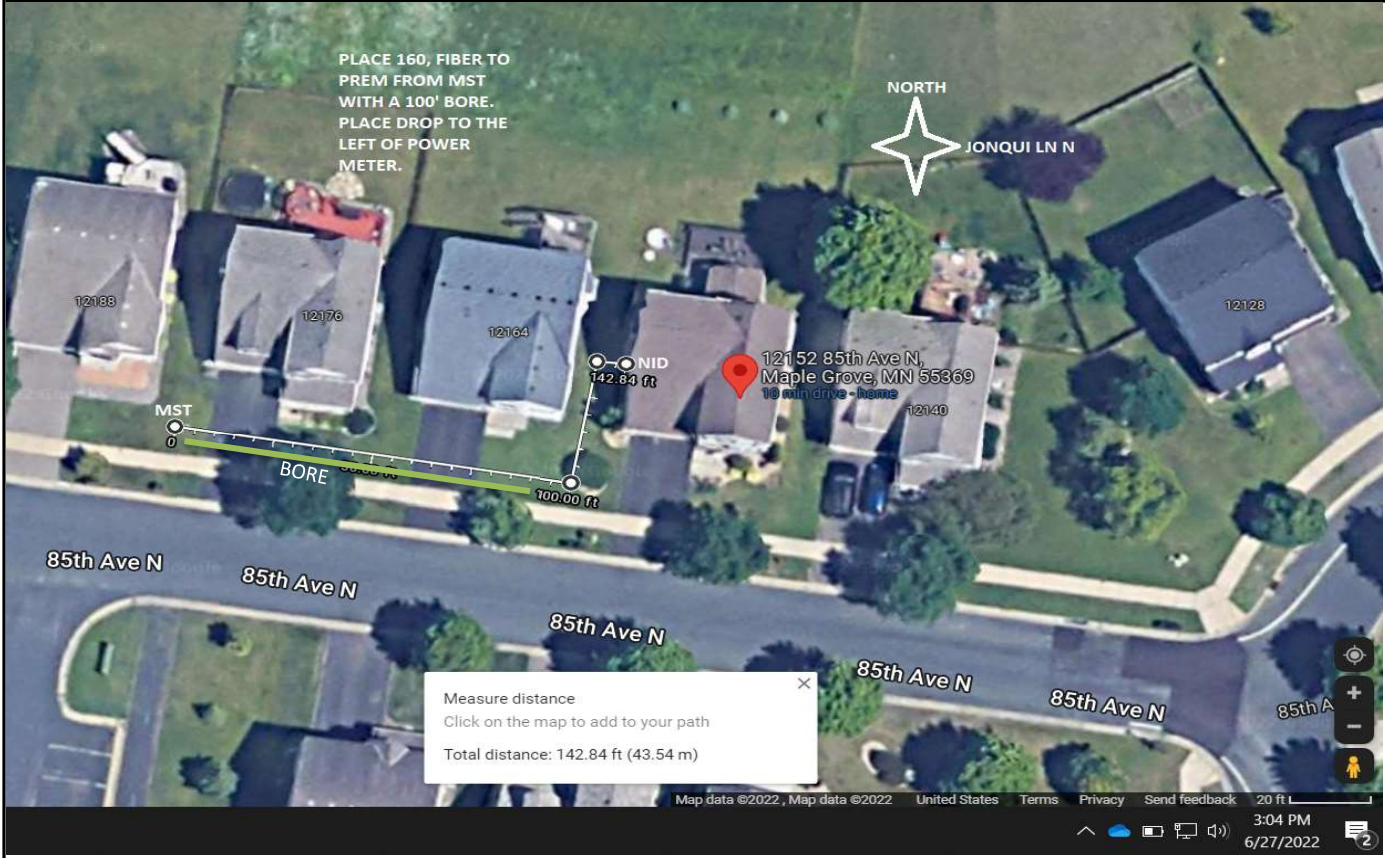 PLACE 160, FIBER TO
PREM FROM MST
WITH A 100' BORE.
PLACE DROP TO THE
LEFT OF POWER
METER.
NORTH
JONQUI LN N
12188
12176
12164
12128
NID
142.84 ft
12152 85th Ave N,
Maple Grove, MN 55369
10 min drive - home
12140
MST
0
BORE
100.00 ft
85th Ave N
85th Ave N
85th Ave N
85th Ave N
85th Ave N
85th A
Measure distance
Click on the map to add to your path
Total distance: 142.84 ft (43.54 m)
Map data ©2022 , Map data ©2022 United States Terms Privacy Send feedback 20 ft
3:04 PM
6/27/2022
2